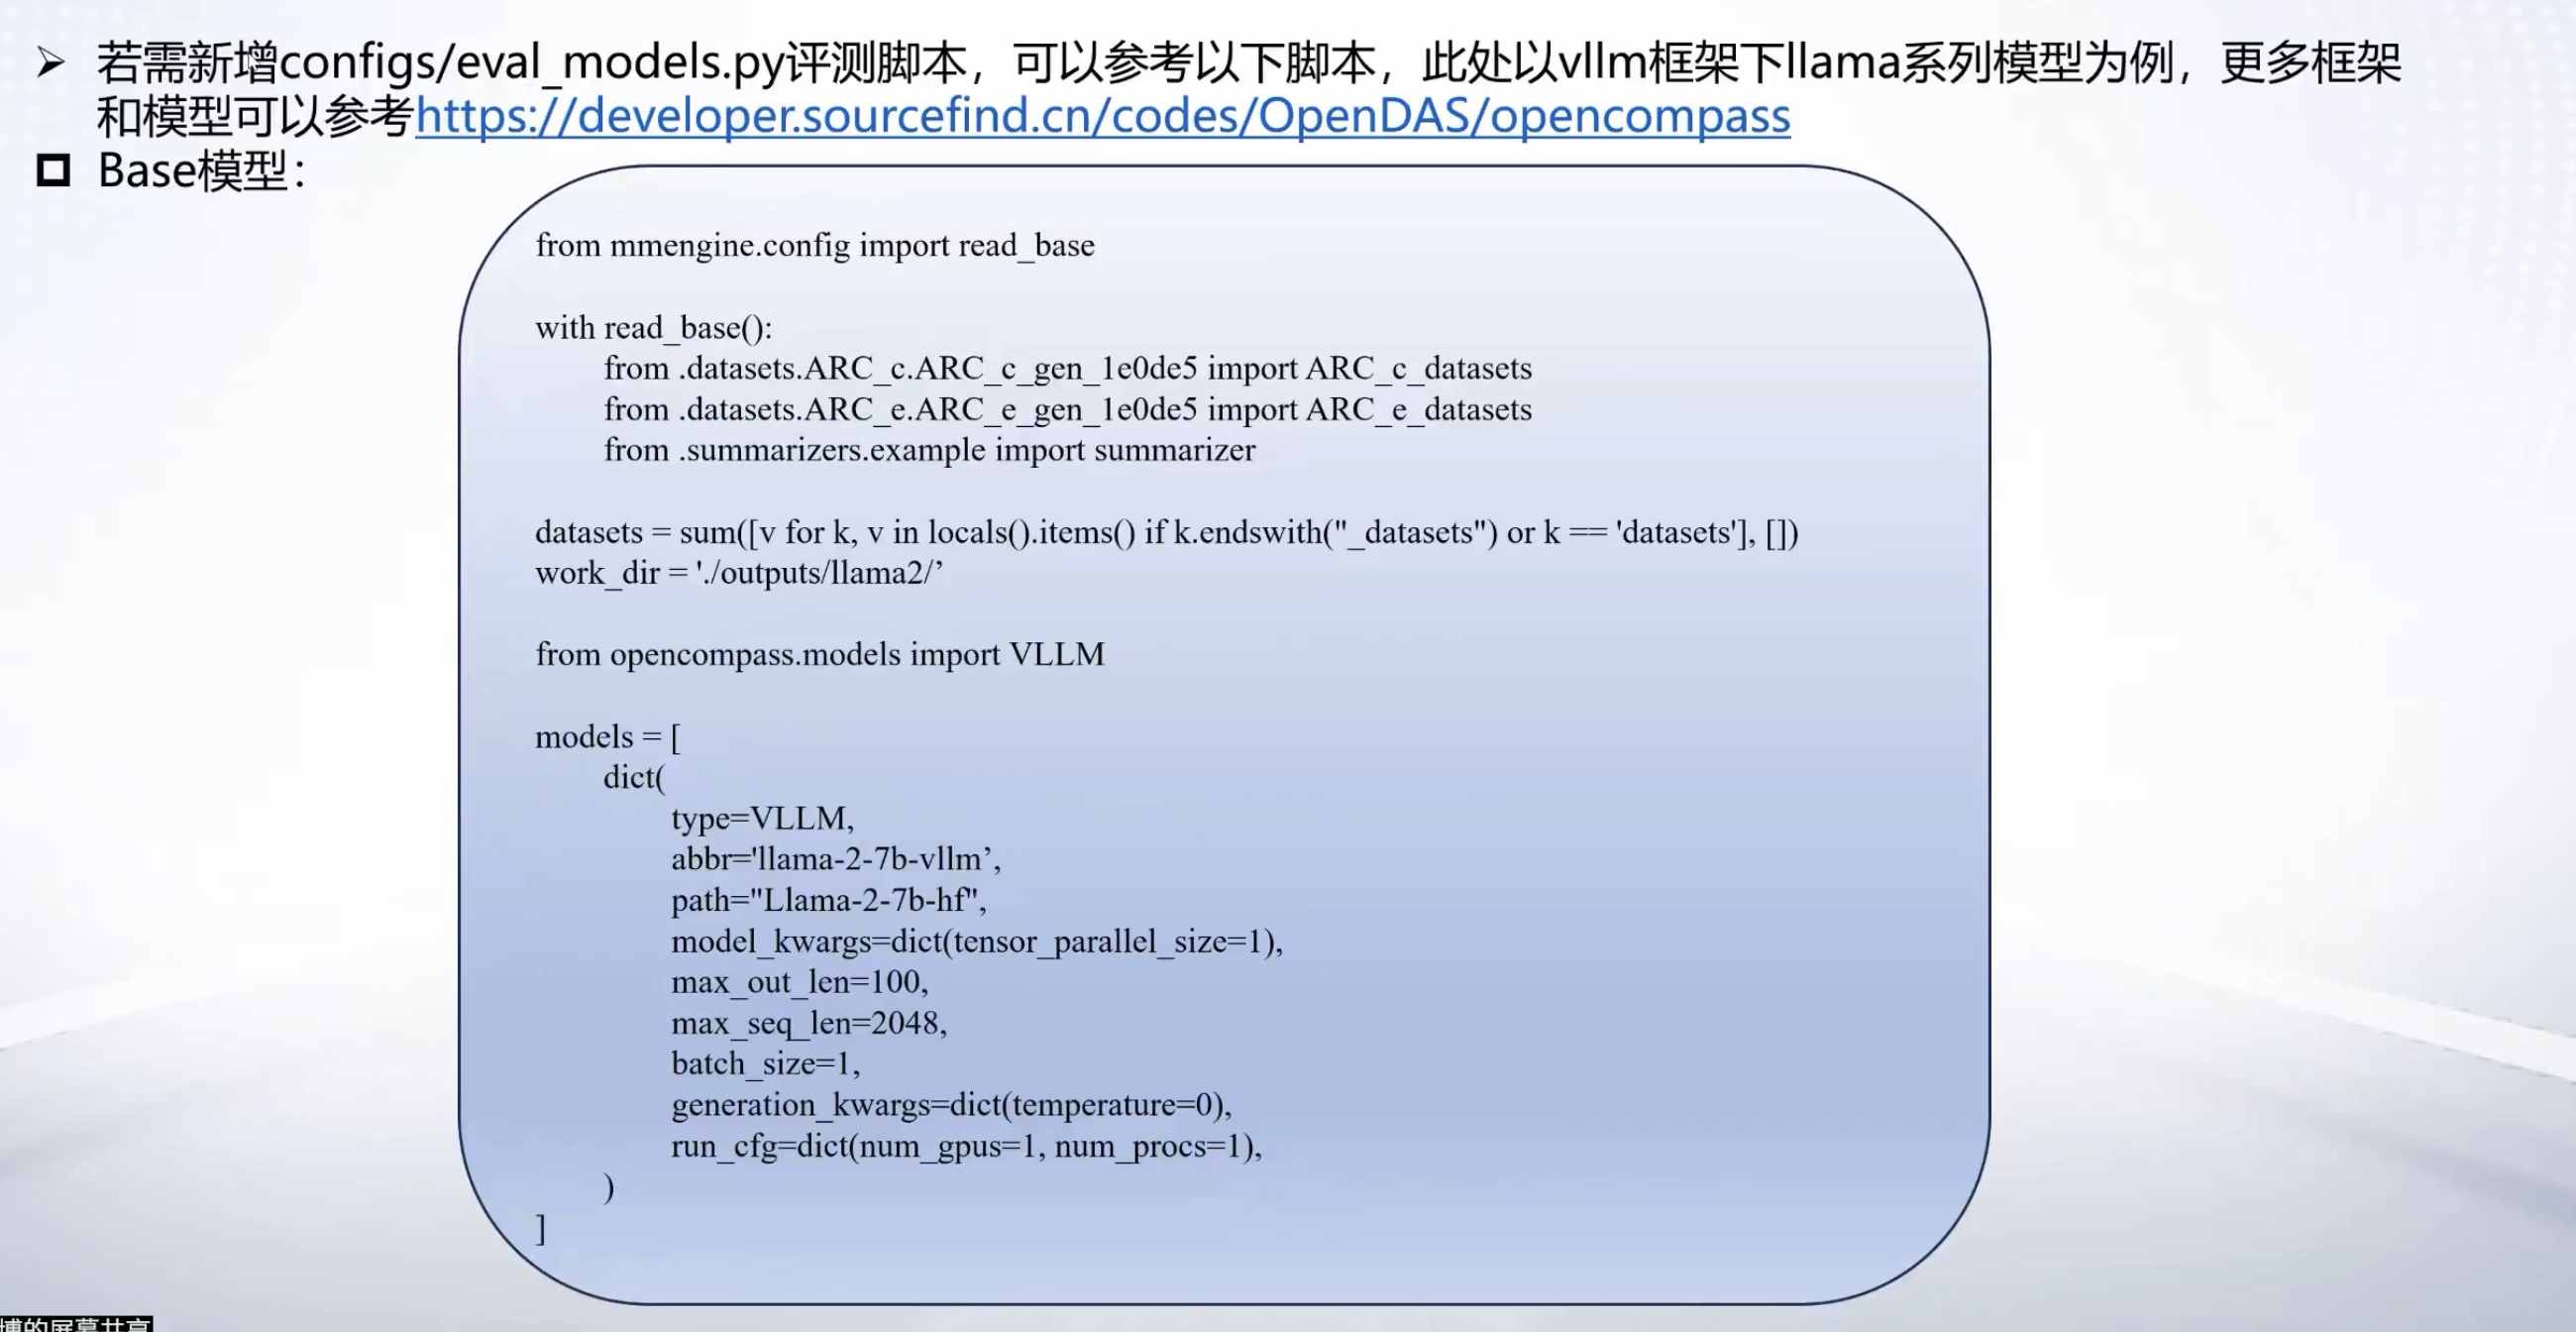 ➢ 若需新增configs/eval_models.py评测脚本，可以参考以下脚本，此处以vllm框架下llama系列模型为例，更多框架
和模型可以参考https://developer.sourcefind.cn/codes/OpenDAS/opencompass
Base模型：
from mmengine.config import read_base
with read_base():
from .datasets.ARC_c.ARC_c_gen_1e0de5 import ARC_c_datasets
from .datasets.ARC_e.ARC_e_gen_1e0de5 import ARC_e_datasets
from .summarizers.example import summarizer
datasets = sum([v for k, v in locals().items() if k.endswith("_datasets") or k == 'datasets'], [])
work_dir = './outputs/llama2/’
from opencompass.models import VLLM
models = [
dict(
type=VLLM,
abbr='llama-2-7b-vllm’,
path="Llama-2-7b-hf",
model_kwargs=dict(tensor_parallel_size=1),
max_out_len=100,
max_seq_len=2048,
batch_size=1,
generation_kwargs=dict(temperature=0),
run_cfg=dict(num_gpus=1, num_procs=1),
)
]
博的屏幕共享